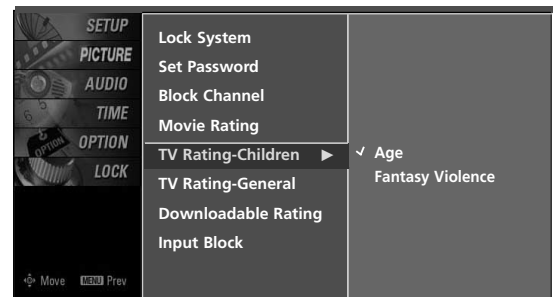 SETUP
PICTURE
AUDIO
TIME
OPTION
LOCK
Move MENU Prev
Lock System
Set Password
Block Channel
Movie Rating
TV Rating-Children ►
TV Rating-General
Downloadable Rating
Input Block
✓ Age
Fantasy Violence